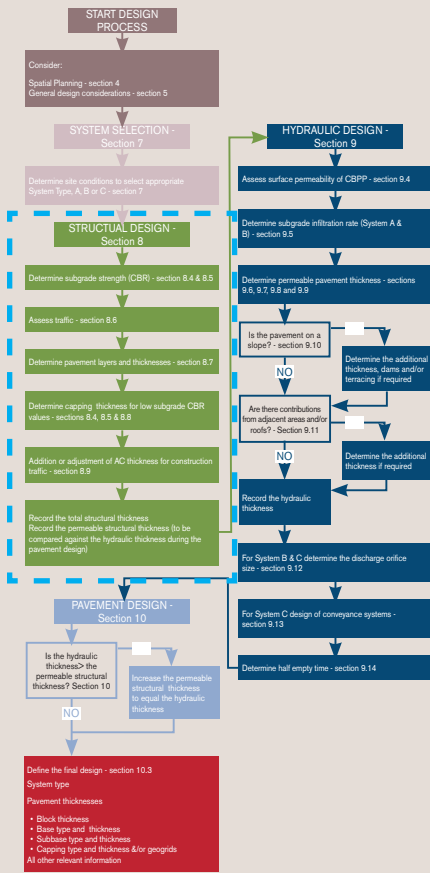 START DESIGN
PROCESS
Consider:
Spatial Planning - section 4
General design considerations - section 5
SYSTEM SELECTION -
Section 7
Determine site conditions to select appropriate
System Type, A, B or C - section 7
STRUCTUAL DESIGN -
Section 8
Determine subgrade strength (CBR) - section 8.4 & 8.5
Assess traffic - section 8.6
Determine pavement layers and thicknesses - section 8.7
Determine capping thickness for low subgrade CBR
values - section 8.4, 8.5 & 8.8
Addition or adjustment of AC thickness for construction
traffic - section 8.9
Record the total structural thickness
Record the permeable structural thickness (to be
compared against the hydraulic thickness during the
pavement design)
HYDRAULIC DESIGN -
Section 9
Assess surface permeability of CBPP - section 9.4
Determine subgrade infiltration rate (System A &
B) - section 9.5
Determine permeable pavement thickness - sections
9.6, 9.7, 9.8 and 9.9
Is the pavement on a
slope? - section 9.10
NO
Determine the additional
thickness, dams and/or
terracing if required
Are there contributions
from adjacent areas and/or
roofs? - Section 9.11
NO
Determine the additional
thickness if required
Record the hydraulic
thickness
For System B & C determine the discharge orifice
size - section 9.12
For System C design of conveyance systems -
section 9.13
Determine half empty time - section 9.14
PAVEMENT DESIGN -
Section 10
Is the hydraulic
thickness> the
permeable structural
thickness? Section 10
NO
Increase the permeable
structural thickness
to equal the hydraulic
thickness
Define the final design - section 10.3
System type
Pavement thicknesses
• Block thickness
• Base type and thickness
• Subbase type and thickness
• Capping type and thickness &/or geogrids
All other relevant information